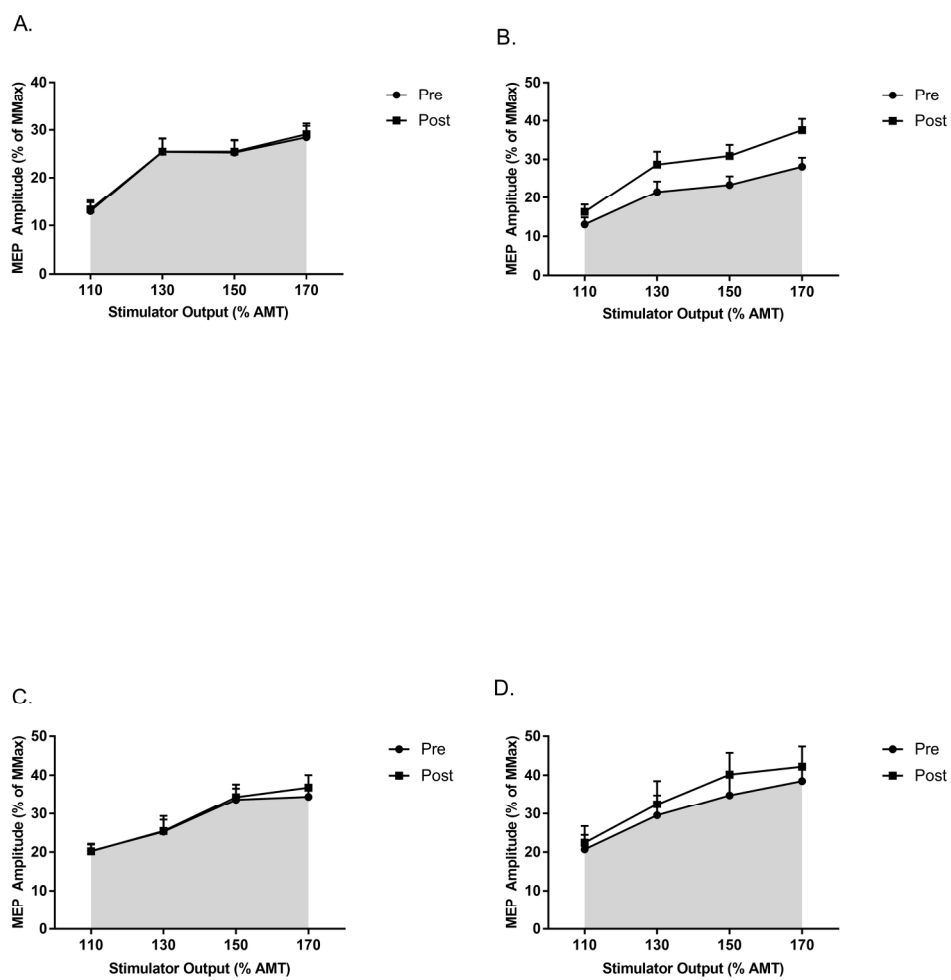 A.
MEP Amplitude (% of MMax)
40
30
20
10
0
110 130 150 170
Stimulator Output (% AMT)
Pre
Post
B.
MEP Amplitude (% of MMax)
50
40
30
20
10
0
110 130 150 170
Stimulator Output (% AMT)
Pre
Post
C.
MEP Amplitude (% of MMax)
50
40
30
20
10
0
110 130 150 170
Stimulator Output (% AMT)
Pre
Post
D.
MEP Amplitude (% of MMax)
50
40
30
20
10
0
110 130 150 170
Stimulator Output (% AMT)
Pre
Post